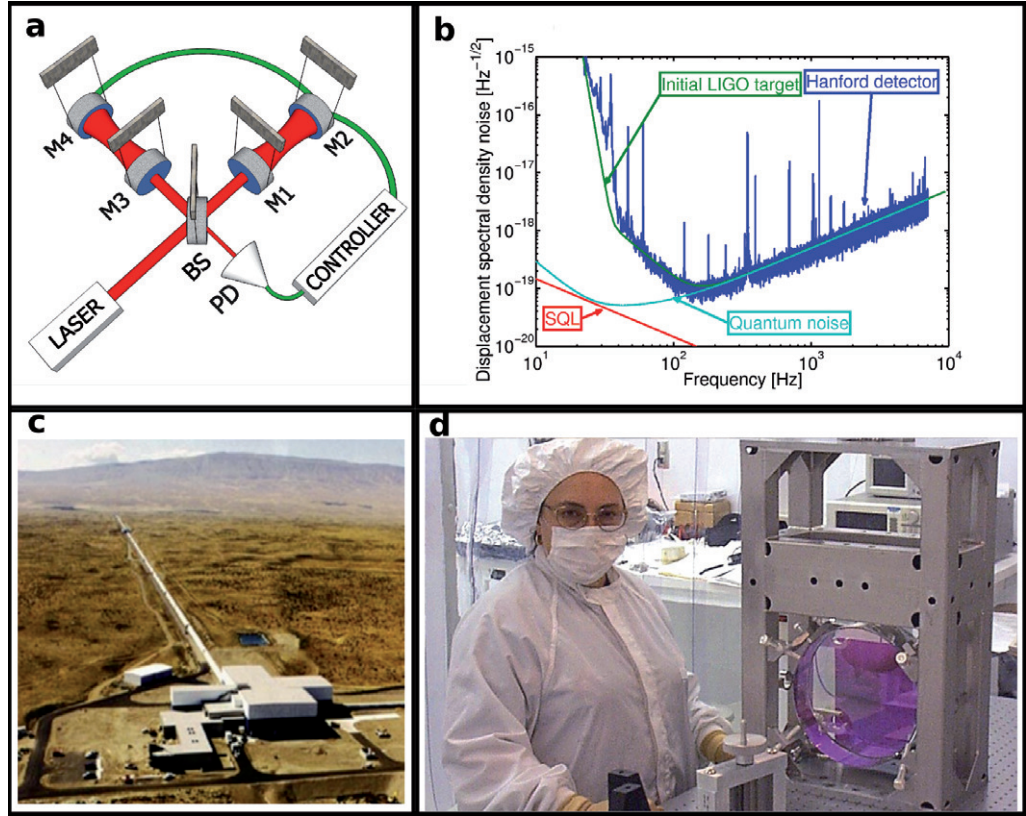 a
M4
M3
M2
M1
BS
PD
LASER
CONTROLLER
b
Displacement spectral density noise [Hz^-1/2]
10^-15
10^-16
10^-17
10^-18
10^-19
10^-20
Initial LIGO target
Hanford detector
SQL
Quantum noise
10^1
10^2
10^3
10^4
Frequency [Hz]
c
d